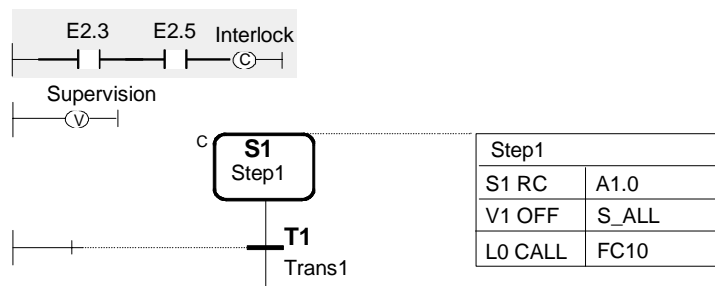 E2.3 E2.5 Interlock
C
Supervision
V
C S1
Step1
T1
Trans1
Step1
S1 RC A1.0
V1 OFF S_ALL
L0 CALL FC10